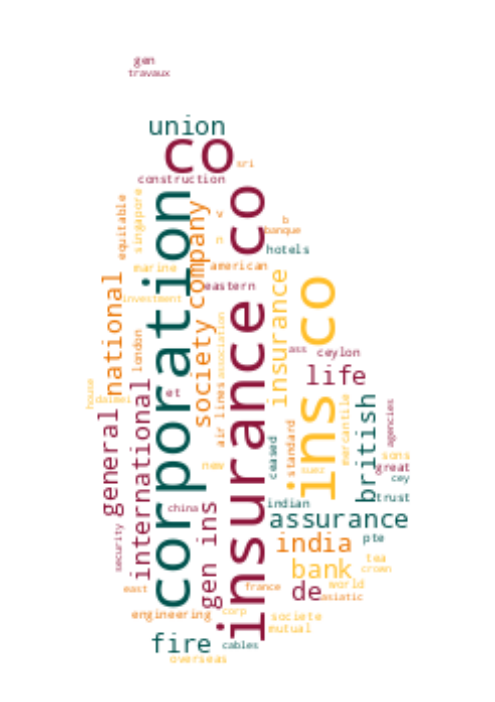 gen
travaux
union
co
sri
construction
equitable
singapore
corporation
society company
insurance co
w
n
b
banque
hotels
marine
american
eastern
investment
national
insurance
ins co
london
association
air lines
ass
ceylon
life
et
house
daimei
general
international
british
mercantile
agencies
standard
ceased
new
suez
sons
great
cey
trust
china
gen ins
indian
assurance
security
india
pte
bank
tea
crown
east
france
de
world
asiatic
engineering
corp
societe
mutual
fire
cables
overseas